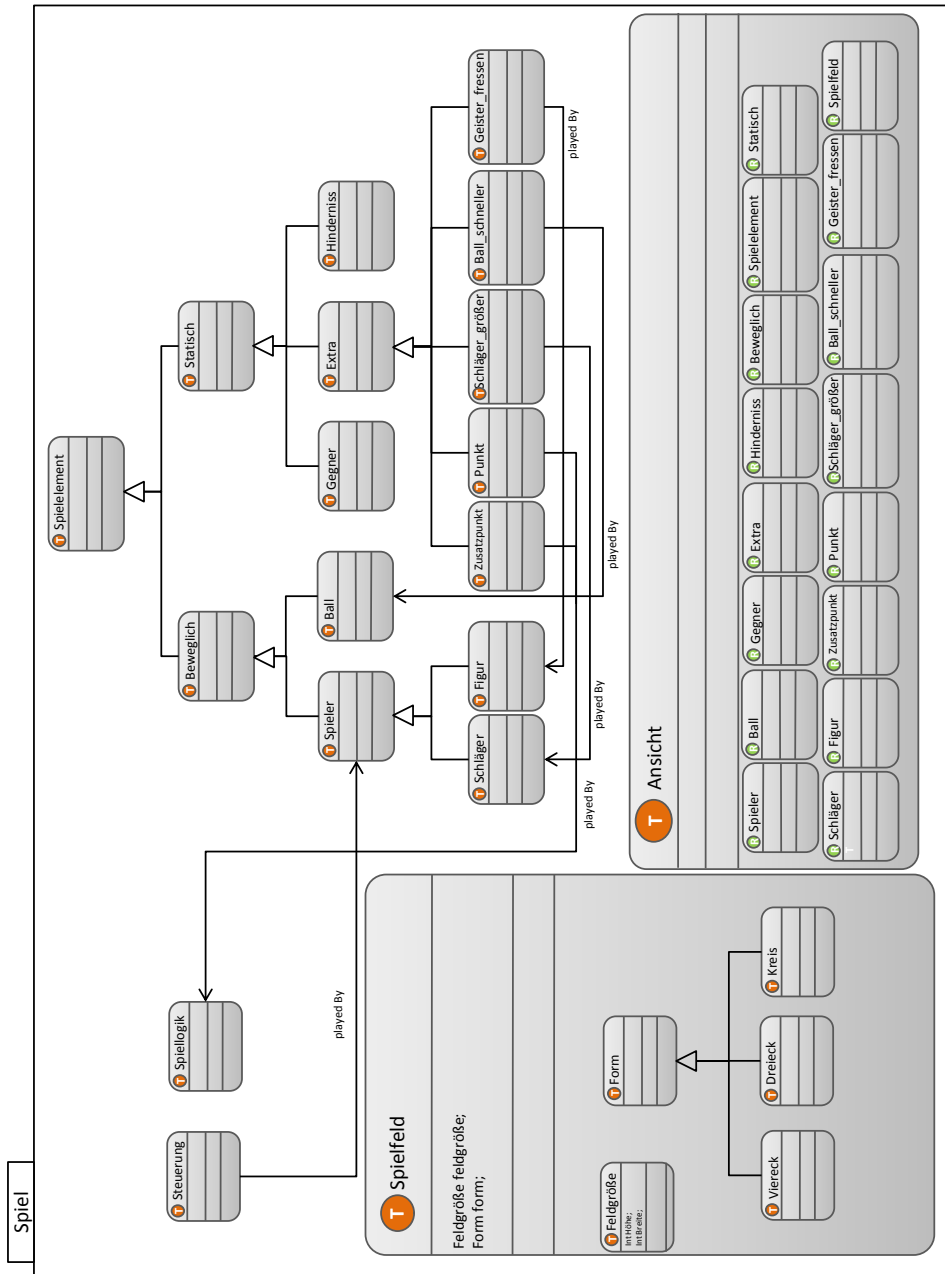 Spiel
T Spielelement
T Beweglich
T Statisch
T Steuerung
T Spiellogik
T Spieler
T Ball
T Gegner
T Extra
T Hinderniss
played By
T Schläger
T Figur
T Zusatzpunkt
T Punkt
T Schläger_größer
T Ball_schneller
T Geister_fressen
played By
played By
played By
played By
T Spielfeld
Feldgröße feldgröße;
Form form;
T Feldgröße
Int Höhe;
Int Breite;
T Form
T Viereck
T Dreieck
T Kreis
T Ansicht
R Spieler
R Ball
R Gegner
R Extra
R Hinderniss
R Beweglich
R Spielelement
R Statisch
R Schläger
T
R Figur
R Zusatzpunkt
R Punkt
R Schläger_größer
R Ball_schneller
R Geister_fressen
R Spielfeld